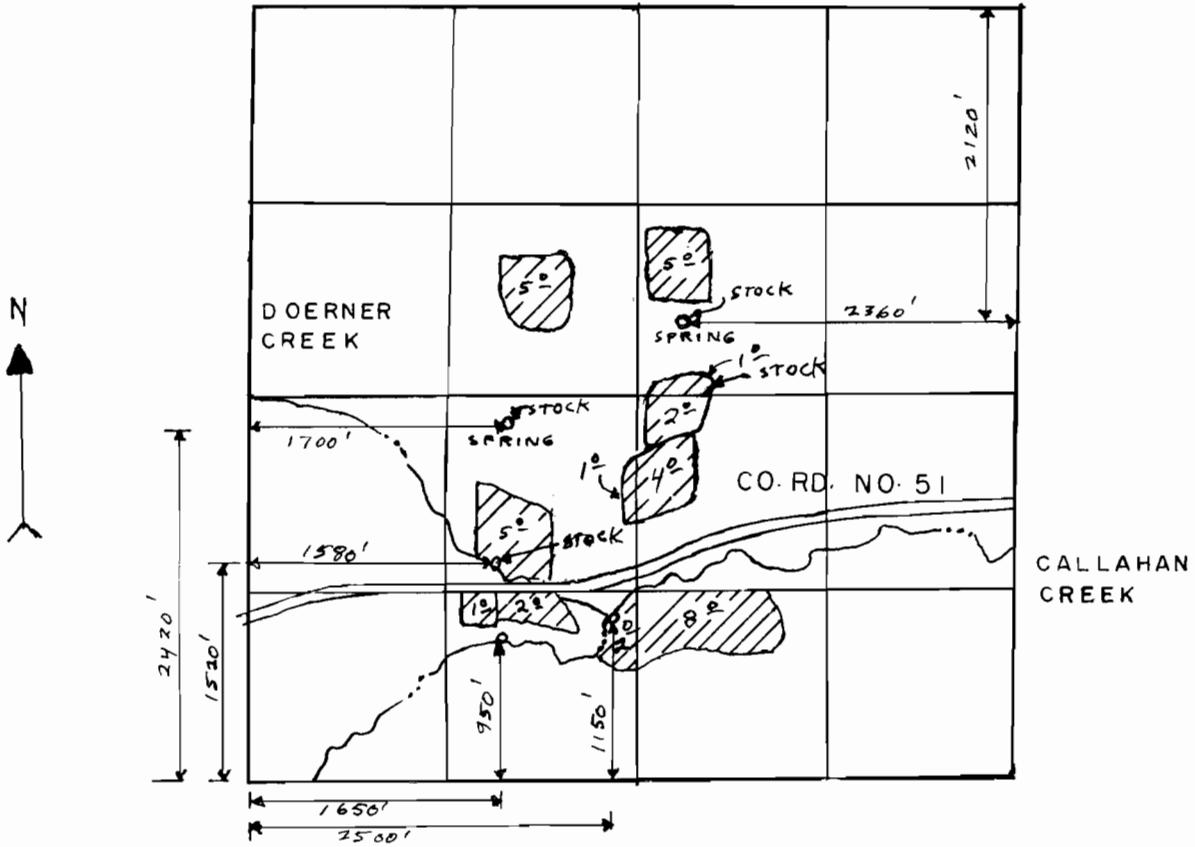 2120'
5º
5º
STOCK
2360'
SPRING
N
DOERNER
CREEK
1º
STOCK
STOCK
2º
1700'
SPRING
1º
4º
CO. RD. NO. 51
5º
STOCK
1580'
CALLAHAN
CREEK
2420'
1520'
1º
2º
8º
950'
1150'
1650'
2500'